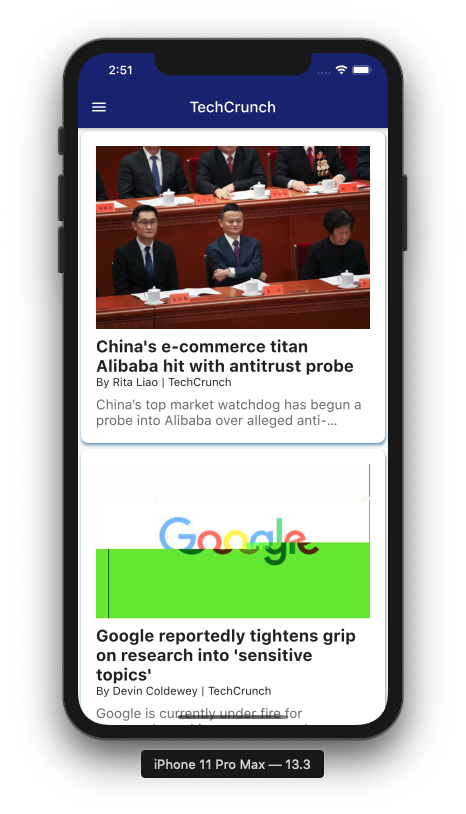 2:51
TechCrunch
China's e-commerce titan
Alibaba hit with antitrust probe
By Rita Liao | TechCrunch
China's top market watchdog has begun a
probe into Alibaba over alleged anti-...
Google
Google reportedly tightens grip
on research into 'sensitive
topics'
By Devin Coldewey | TechCrunch
Google is currently under fire for
iPhone 11 Pro Max — 13.3